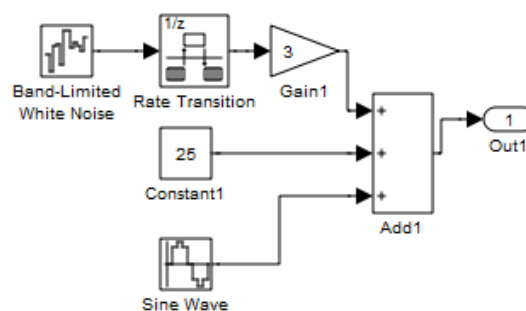 1/z
3
Band-Limited
White Noise
Rate Transition
Gain1
+
25
+
1
Constant1
Out1
+
Add1
Sine Wave